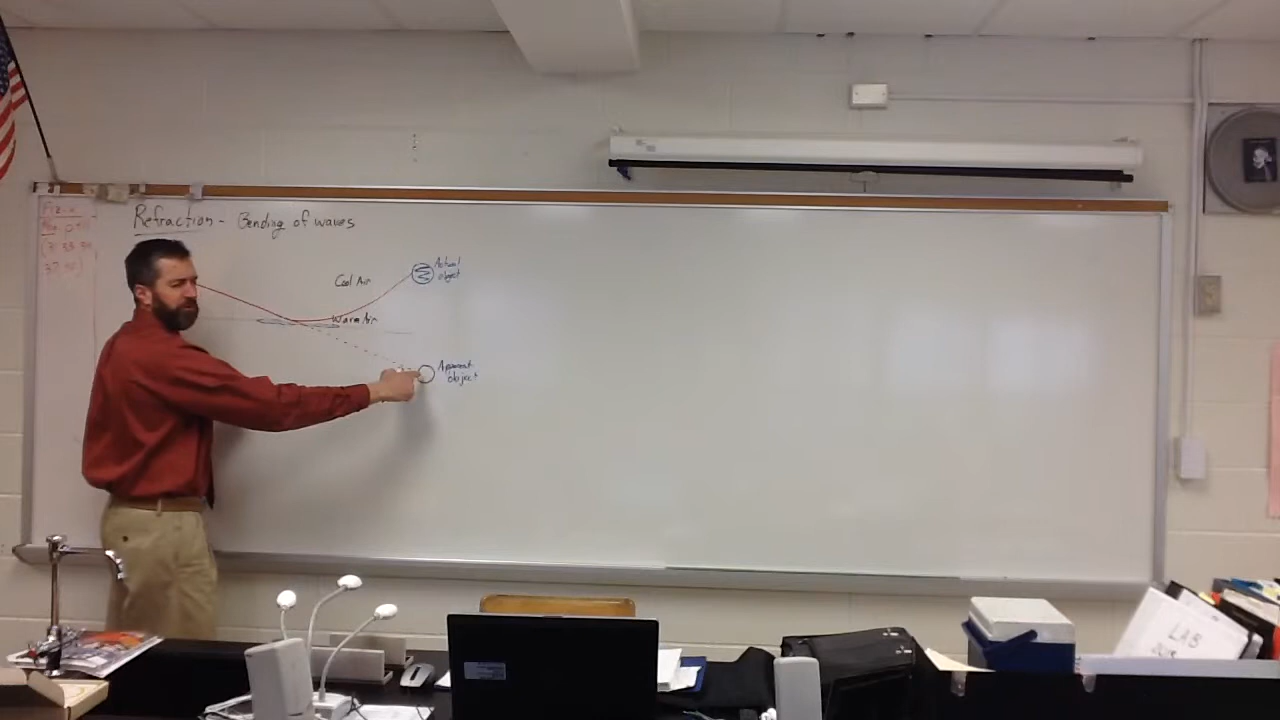 Refraction - Bending of waves
Cool Air
Actual
object
Warm Air
Apparent
object
LAB